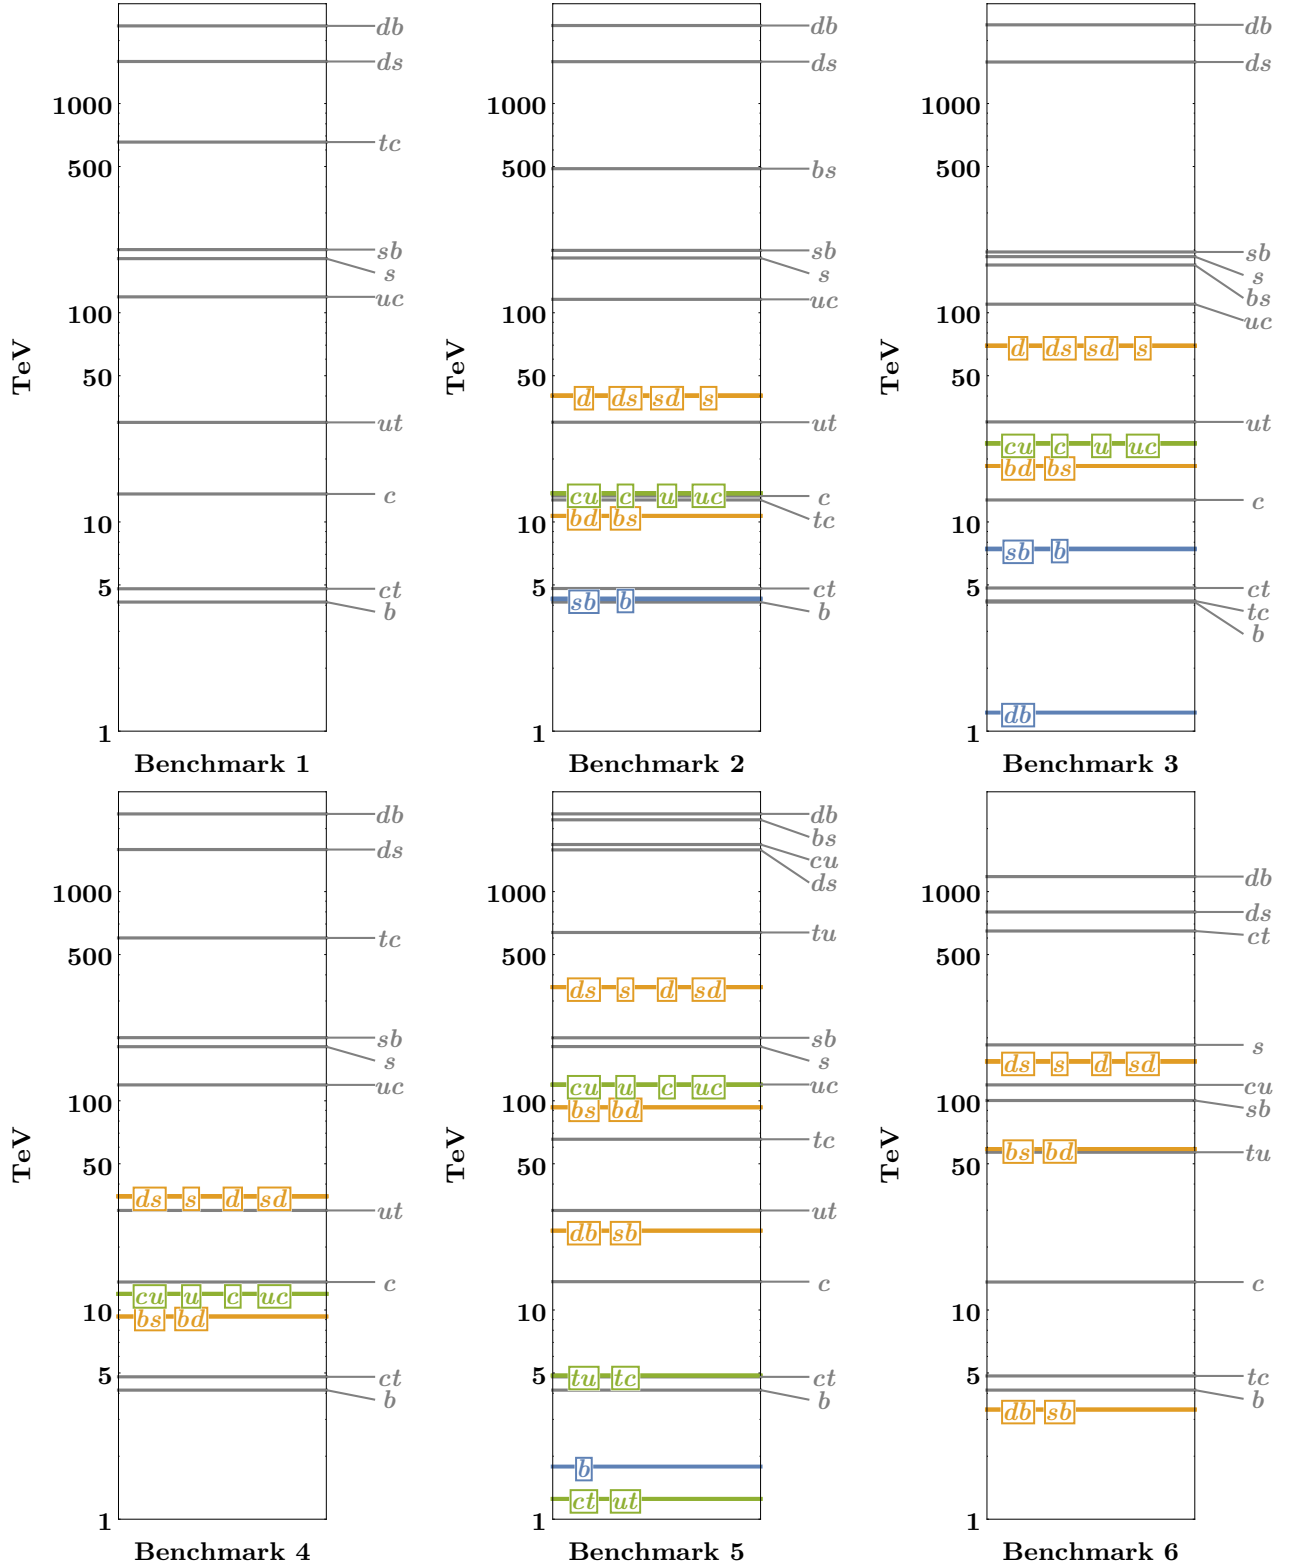 db
ds
1000
tc
500
sb
s
uc
100
TeV
50
ut
c
10
5
ct
b
1
Benchmark 1
db
ds
1000
bs
500
sb
s
uc
100
TeV
50
d ds sd s
ut
cu c u uc
c
tc
bd bs
10
5
ct
sb b
b
1
Benchmark 2
db
ds
1000
500
sb
s
bs
uc
100
TeV
d ds sd s
50
ut
cu c u uc
bd bs
c
10
sb b
5
ct
tc
b
db
1
Benchmark 3
db
ds
1000
tc
500
sb
s
uc
100
TeV
50
ds s d sd
ut
c
cu u c uc
10
bs bd
5
ct
b
1
Benchmark 4
db
bs
cu
ds
1000
tu
500
ds s d sd
sb
s
cu u c uc
uc
100
bs bd
tc
TeV
50
ut
db sb
c
10
5
tu tc
ct
b
b
ct ut
1
Benchmark 5
db
1000
ds
ct
500
s
ds s d sd
cu
sb
100
TeV
bs bd
tu
50
c
10
5
tc
b
db sb
1
Benchmark 6